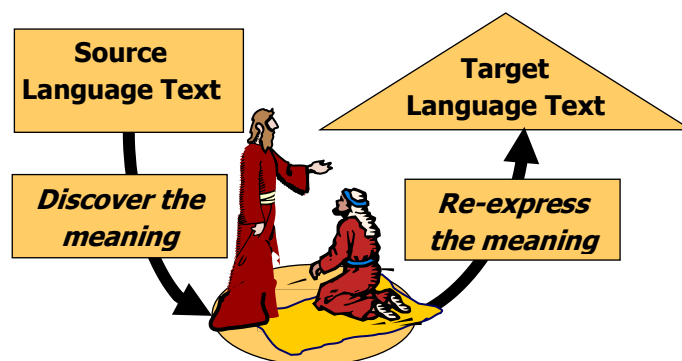 Source
Language Text
Target
Language Text
Discover the
meaning
Re-express
the meaning